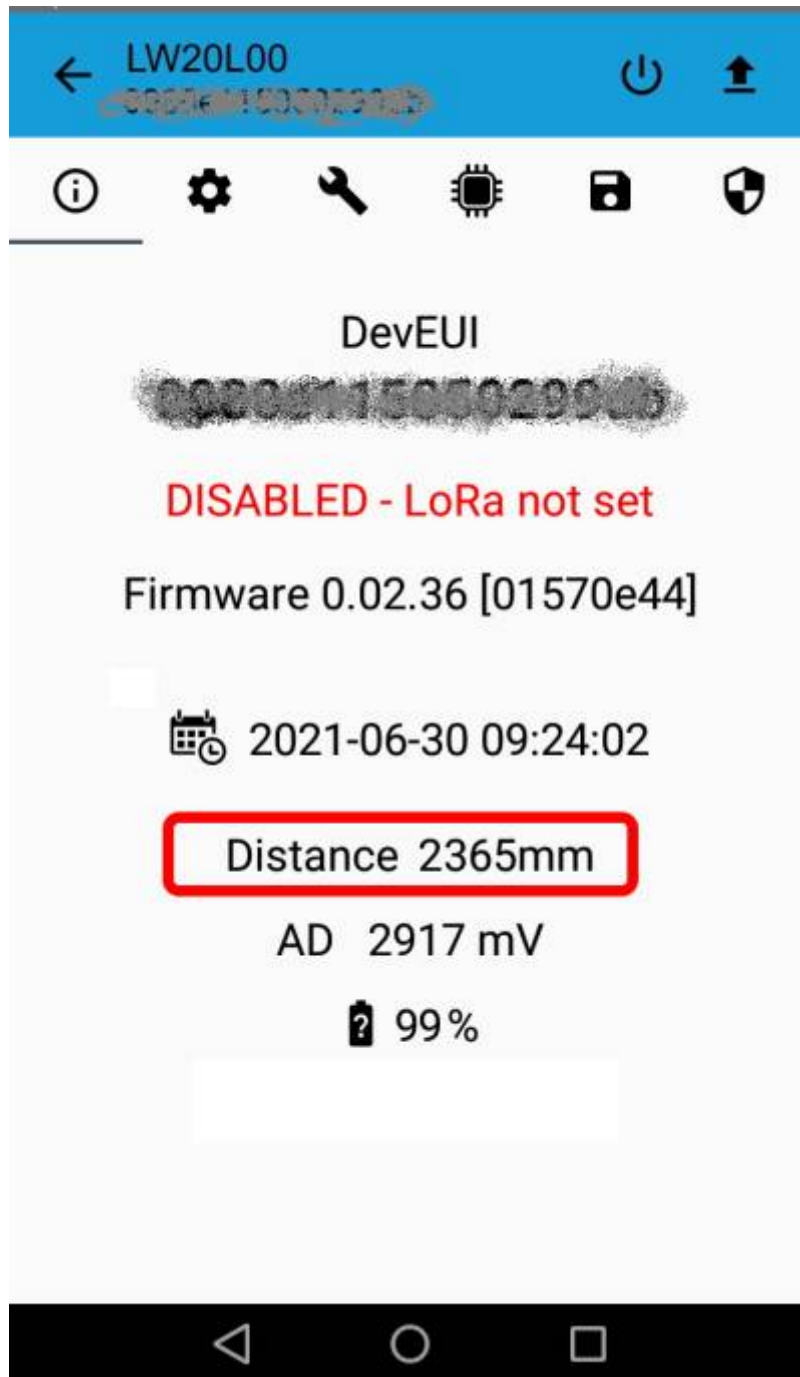 LW20L00
DevEUI
DISABLED - LoRa not set
Firmware 0.02.36 [01570e44]
2021-06-30 09:24:02
Distance 2365mm
AD 2917 mV
99%